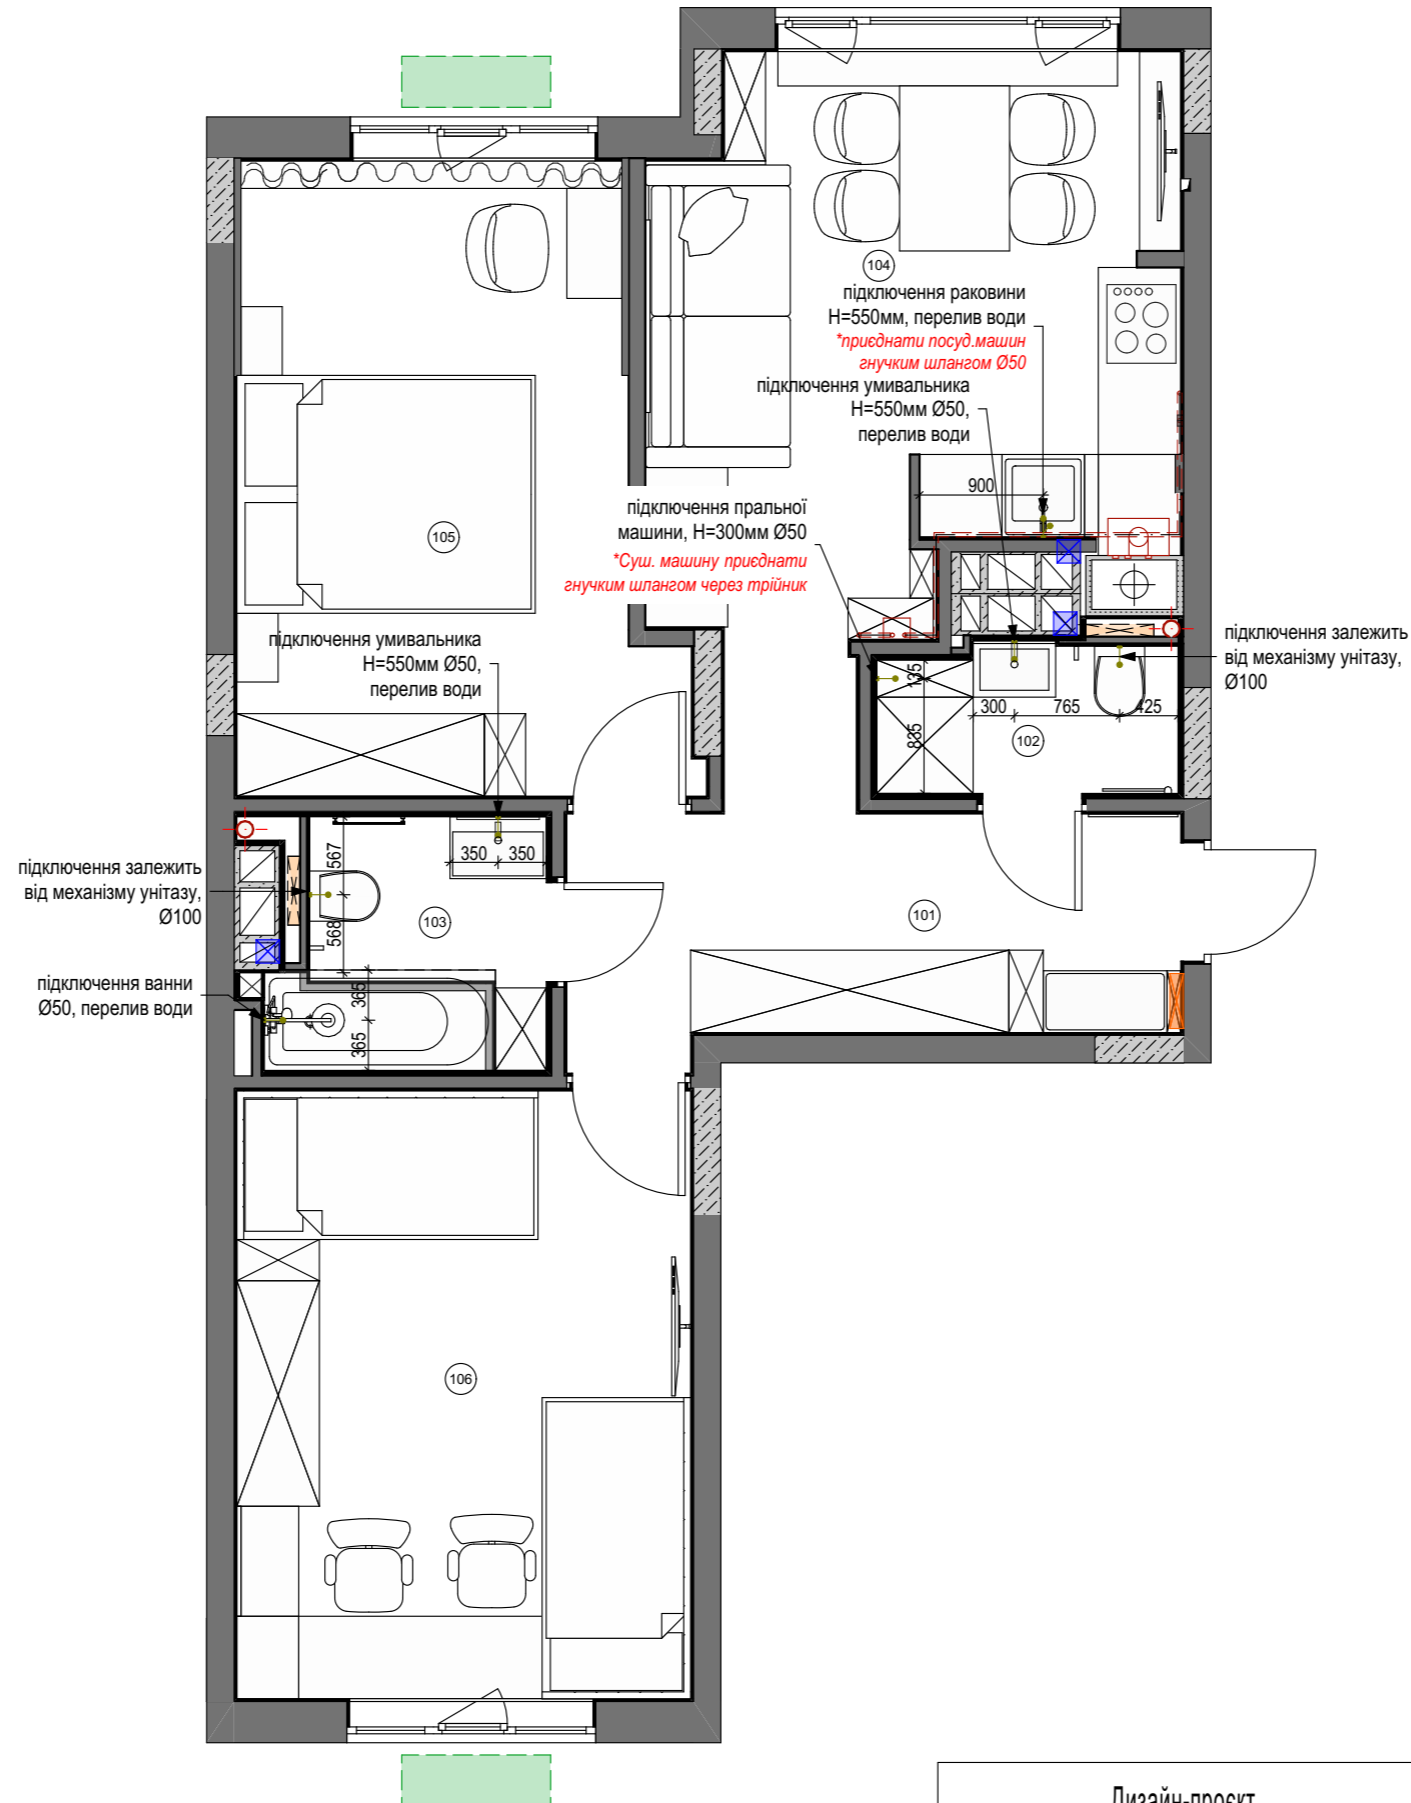 104
підключення раковини
H=550мм, перелив води
*приєднати посуд.машин
гнучким шлангом Ø50
підключення умивальника
H=550мм Ø50,
перелив води
900
підключення пральної
машини, H=300мм Ø50
*Суш. машину приєднати
гнучким шлангом через трійник
105
підключення умивальника
H=550мм Ø50,
перелив води
підключення залежить
від механізму унітазу,
Ø100
135
835
300
765
425
102
підключення залежить
від механізму унітазу,
Ø100
567
568
350
350
103
101
підключення ванни
Ø50, перелив води
365
365
106
Дизайн-проєкт